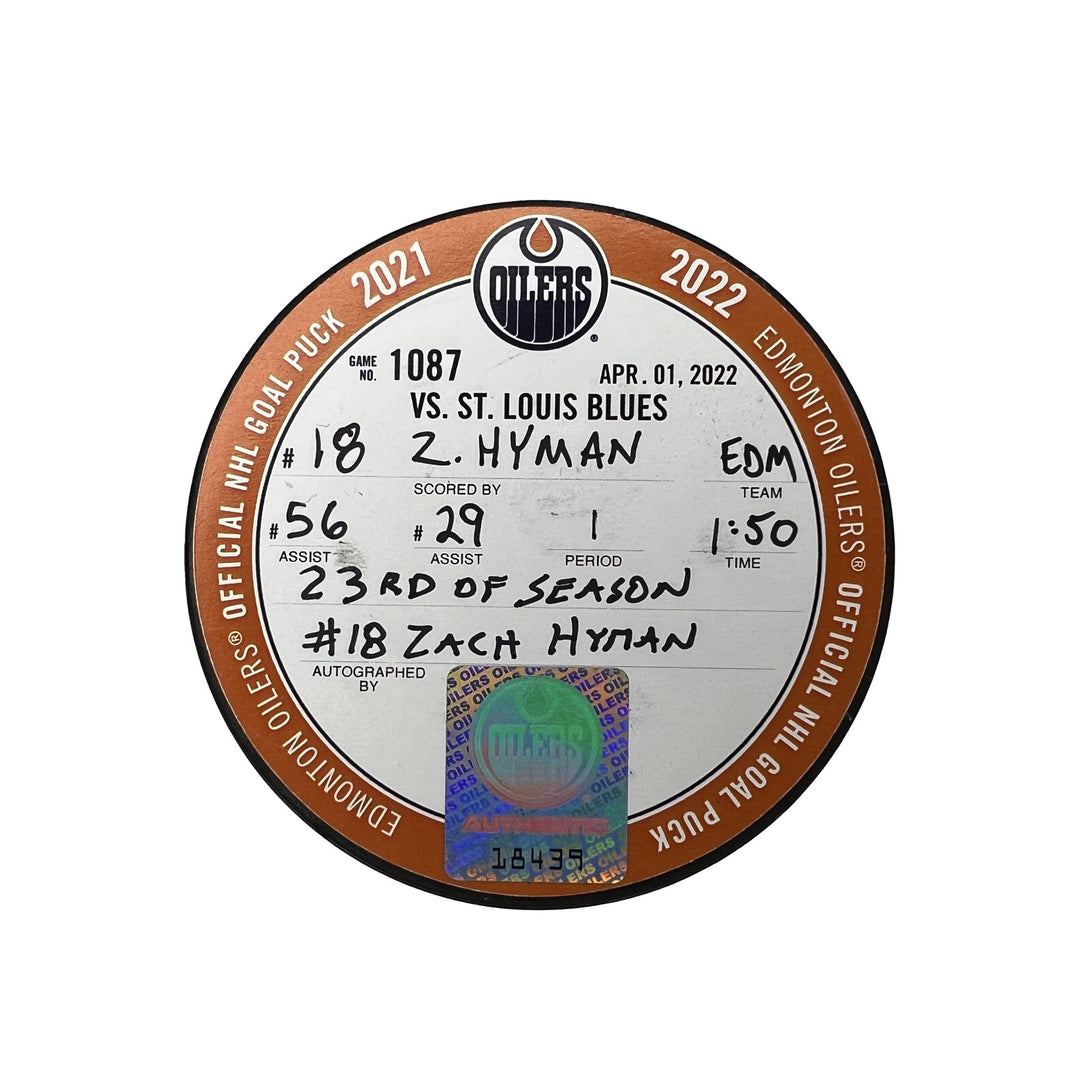 2021
2022
OILERS
EDMONTON OILERS® OFFICIAL NHL GOAL PUCK
EDMONTON OILERS® OFFICIAL NHL GOAL PUCK
GAME NO. 1087 APR. 01, 2022
VS. ST. LOUIS BLUES
# 18 Z. HYMAN EDM
SCORED BY TEAM
# 56 # 29 1 1:50
ASSIST ASSIST PERIOD TIME
23RD OF SEASON
#18 ZACH HYMAN
AUTOGRAPHED
BY
OILERS
AUTHENTIC
18439